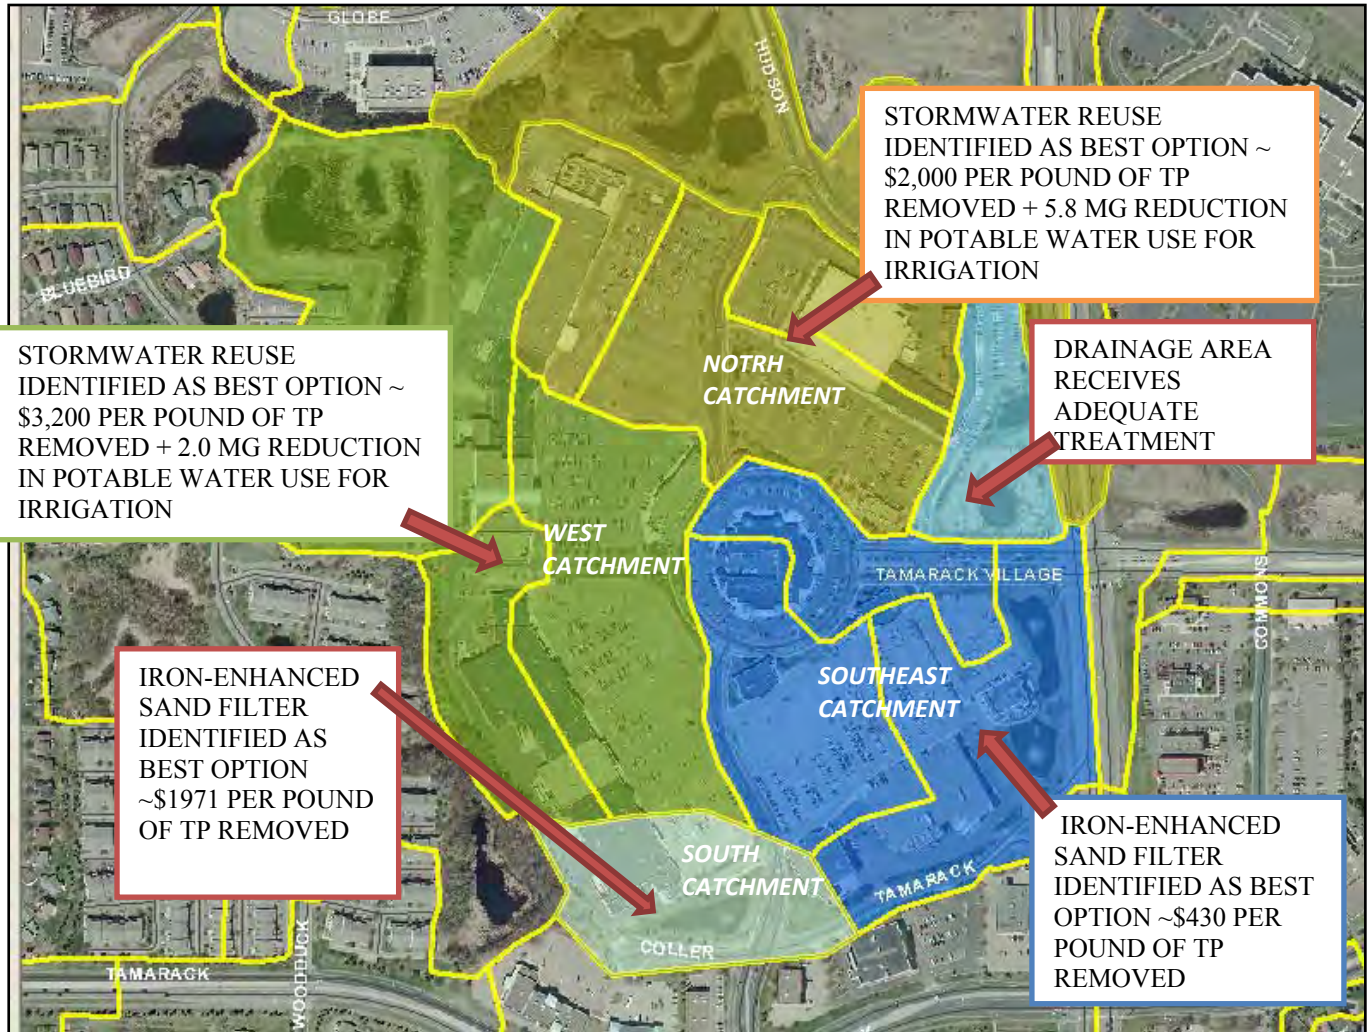 GLOBE
HUDSON
STORMWATER REUSE
IDENTIFIED AS BEST OPTION ~
$2,000 PER POUND OF TP
REMOVED + 5.8 MG REDUCTION
IN POTABLE WATER USE FOR
IRRIGATION
BLUEBIRD
STORMWATER REUSE
IDENTIFIED AS BEST OPTION ~
$3,200 PER POUND OF TP
REMOVED + 2.0 MG REDUCTION
IN POTABLE WATER USE FOR
IRRIGATION
NOTRH
CATCHMENT
DRAINAGE AREA
RECEIVES
ADEQUATE
TREATMENT
WEST
CATCHMENT
TAMARACK VILLAGE
COMMONS
IRON-ENHANCED
SAND FILTER
IDENTIFIED AS
BEST OPTION
~$1971 PER POUND
OF TP REMOVED
SOUTHEAST
CATCHMENT
SOUTH
CATCHMENT
TAMARACK
IRON-ENHANCED
SAND FILTER
IDENTIFIED AS BEST
OPTION ~$430 PER
POUND OF TP
REMOVED
COLLER
TAMARACK
WOODDUCK